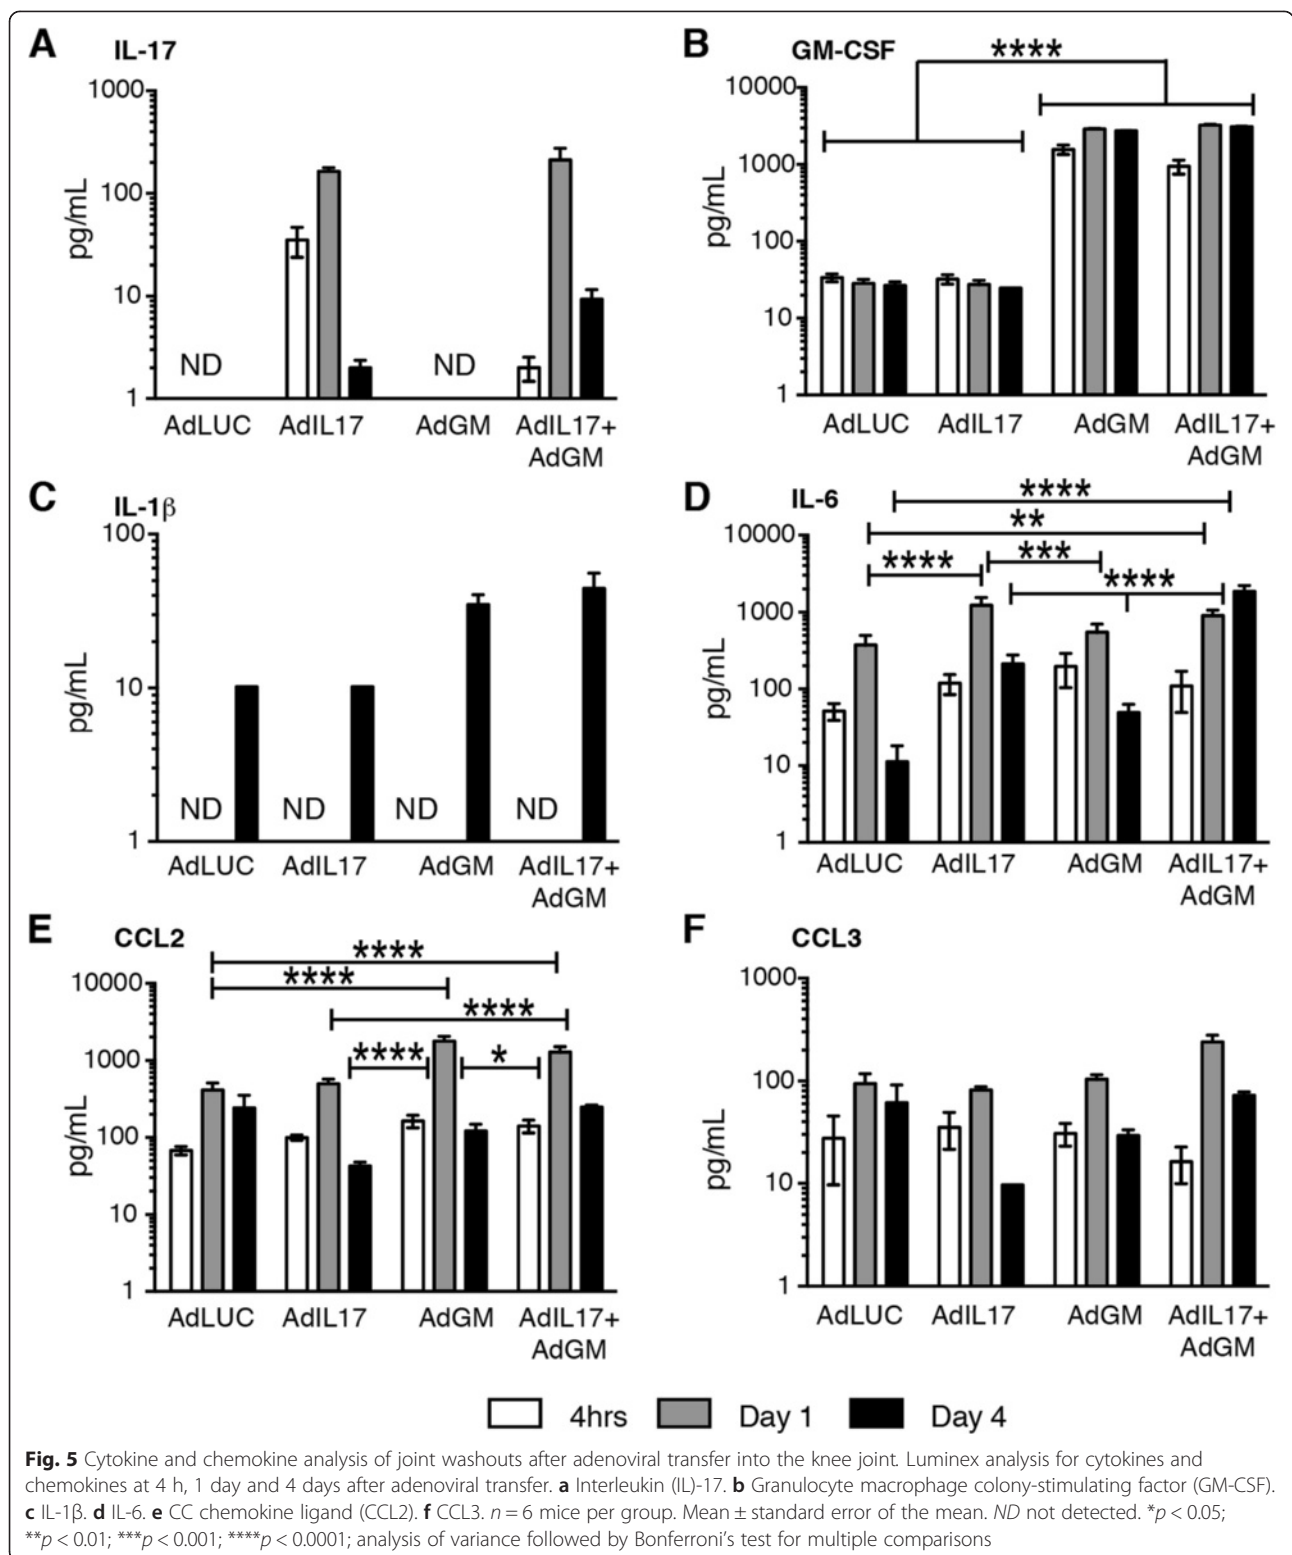 A IL-17
1000
100
10
1
pg/mL
ND ND
AdLUC AdIL17 AdGM AdIL17+
AdGM
B GM-CSF
****
10000
1000
100
10
1
pg/mL
AdLUC AdIL17 AdGM AdIL17+
AdGM
C IL-1β
100
10
1
pg/mL
ND ND ND ND
AdLUC AdIL17 AdGM AdIL17+
AdGM
D IL-6
****
**
**** ***
****
10000
1000
100
10
1
pg/mL
AdLUC AdIL17 AdGM AdIL17+
AdGM
E CCL2
****
****
****
**** *
10000
1000
100
10
1
pg/mL
AdLUC AdIL17 AdGM AdIL17+
AdGM
F CCL3
1000
100
10
1
pg/mL
AdLUC AdIL17 AdGM AdIL17+
AdGM
4hrs Day 1 Day 4
Fig. 5 Cytokine and chemokine analysis of joint washouts after adenoviral transfer into the knee joint. Luminex analysis for cytokines and
chemokines at 4 h, 1 day and 4 days after adenoviral transfer. a Interleukin (IL)-17. b Granulocyte macrophage colony-stimulating factor (GM-CSF).
c IL-1β. d IL-6. e CC chemokine ligand (CCL2). f CCL3. n = 6 mice per group. Mean ± standard error of the mean. ND not detected. *p < 0.05;
**p < 0.01; ***p < 0.001; ****p < 0.0001; analysis of variance followed by Bonferroni's test for multiple comparisons